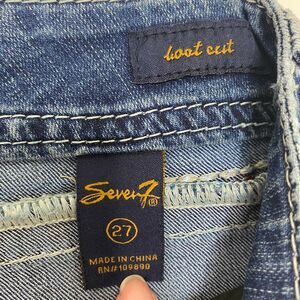 boot cut
Seven7®
27
MADE IN CHINA
RN#109890